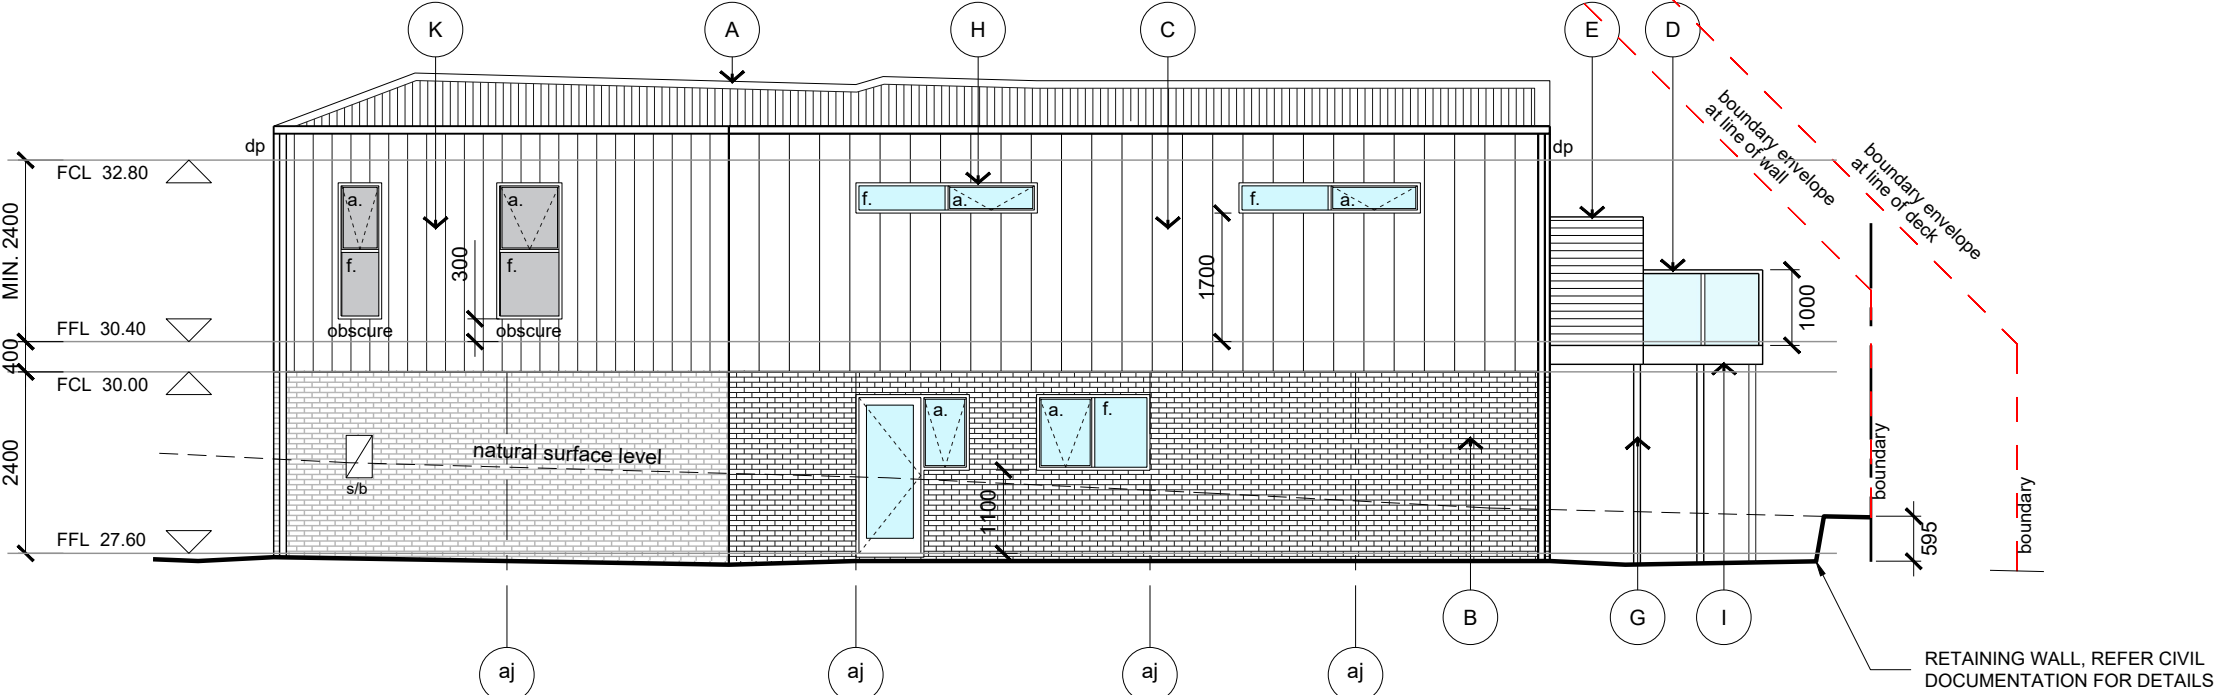 K
A
H
C
E
D
boundary envelope
at line of wall
boundary envelope
at line of deck
dp
dp
FCL 32.80
a.
a.
f.
a.
f.
a.
MIN. 2400
f.
f.
300
1700
1000
FFL 30.40
obscure
obscure
400
FCL 30.00
a.
a.
f.
2400
natural surface level
s/b
1100
boundary
boundary
595
FFL 27.60
B
G
I
aj
aj
aj
aj
RETAINING WALL, REFER CIVIL
DOCUMENTATION FOR DETAILS